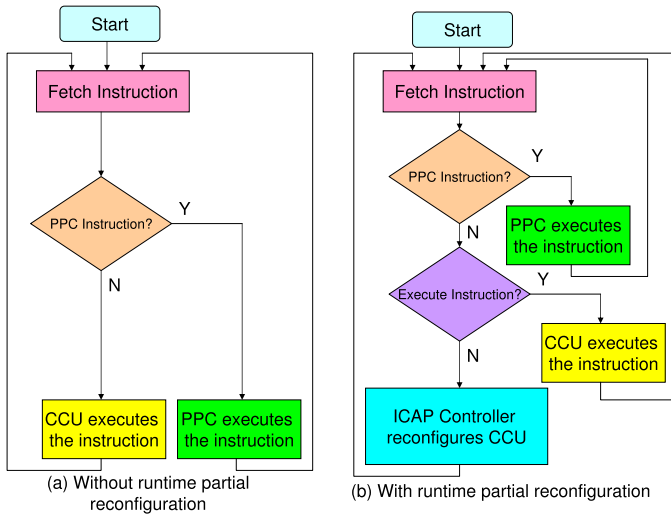 Start
Fetch Instruction
PPC Instruction?
Y
N
CCU executes
the instruction
PPC executes
the instruction
(a) Without runtime partial
reconfiguration
Start
Fetch Instruction
PPC Instruction?
Y
N
PPC executes
the instruction
Execute Instruction?
Y
N
CCU executes
the instruction
ICAP Controller
reconfigures CCU
(b) With runtime partial reconfiguration